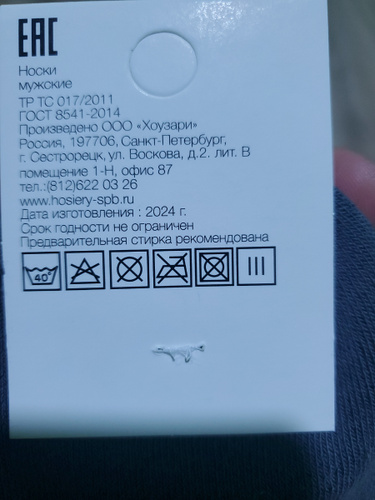 EAC
Носки
мужские
ТР ТС 017/2011
ГОСТ 8541-2014
Произведено ООО «Хоузари»
Россия, 197706, Санкт-Петербург,
г. Сестрорецк, ул. Воскова, д.2. лит. В
помещение 1-Н, офис 87
тел.:(812)622 03 26
www.hosiery-spb.ru
Дата изготовления : 2024 г.
Срок годности не ограничен
Предварительная стирка рекомендована
40°